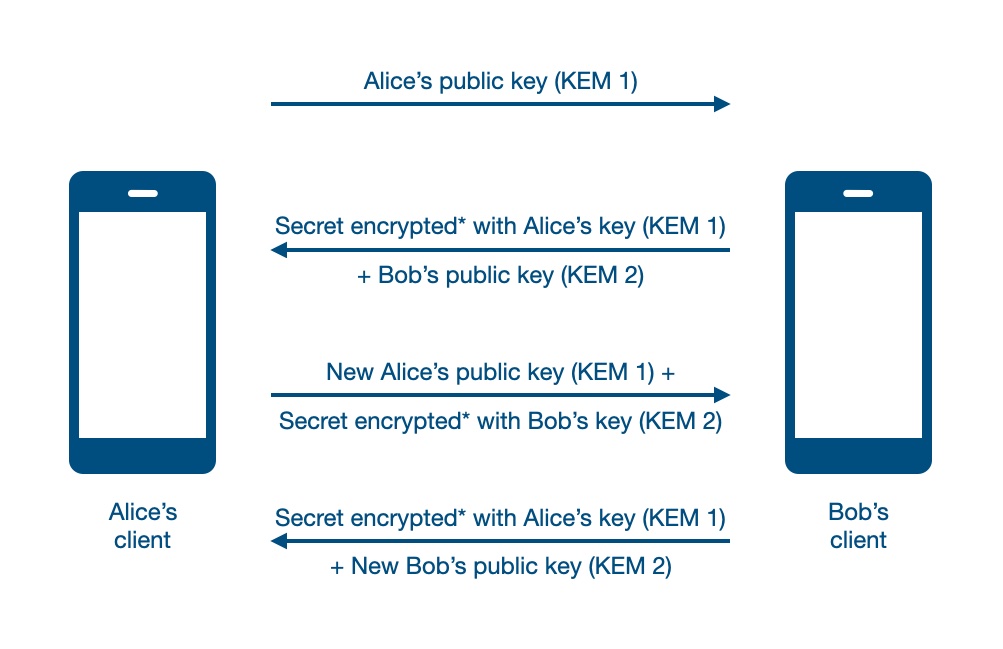 Alice’s public key (KEM 1)
Secret encrypted* with Alice’s key (KEM 1)
+ Bob’s public key (KEM 2)
New Alice’s public key (KEM 1) +
Secret encrypted* with Bob’s key (KEM 2)
Secret encrypted* with Alice’s key (KEM 1)
+ New Bob’s public key (KEM 2)
Alice’s
client
Bob’s
client